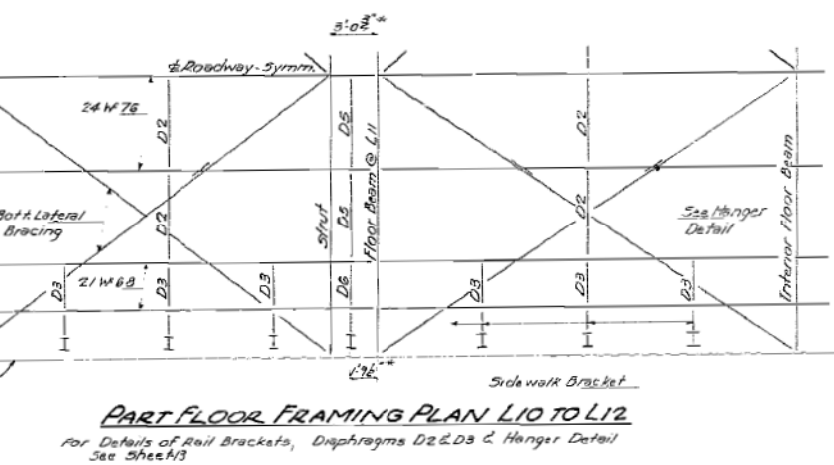 3'-0¾"*
℄ Roadway - Symm.
24 WF 76
D2
D5
D2
Floor Beam @ L11
Interior Floor Beam
Strut
Bott. Lateral
Bracing
D2
D5
D2
See Hanger
Detail
21 WF 68
D3
D3
D3
D6
D3
D3
D3
I
I
I
I
I
I
I
Sidewalk Bracket
PART FLOOR FRAMING PLAN L10 TO L12
For Details of Rail Brackets, Diaphragms D2 & D3 & Hanger Detail
See Sheet 13